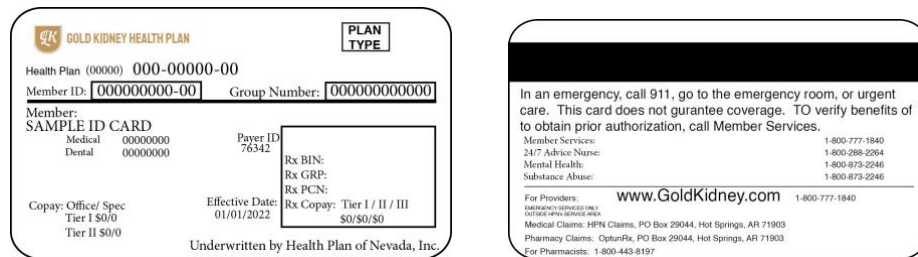 GK GOLD KIDNEY HEALTH PLAN
PLAN
TYPE
Health Plan (00000) 000-00000-00
Member ID: 000000000-00 Group Number: 000000000000
Member:
SAMPLE ID CARD
Medical 00000000
Dental 00000000
Payer ID
76342
Rx BIN:
Rx GRP:
Rx PCN:
Copay: Office/ Spec
Tier I $0/0
Tier II $0/0
Effective Date:
01/01/2022
Rx Copay: Tier I / II / III
$0/$0/$0
Underwritten by Health Plan of Nevada, Inc.
In an emergency, call 911, go to the emergency room, or urgent
care. This card does not gurantee coverage. TO verify benefits of
to obtain prior authorization, call Member Services.
Member Services: 1-800-777-1840
24/7 Advice Nurse: 1-800-288-2264
Mental Health: 1-800-873-2246
Substance Abuse: 1-800-873-2246
For Providers: www.GoldKidney.com 1-800-777-1840
EMERGENCY SERVICES ONLY
OUTSIDE HPN's SERVICE AREA
Medical Claims: HPN Claims, PO Box 29044, Hot Springs, AR 71903
Pharmacy Claims: OptunRx, PO Box 29044, Hot Springs, AR 71903
For Pharmacists: 1-800-443-8197